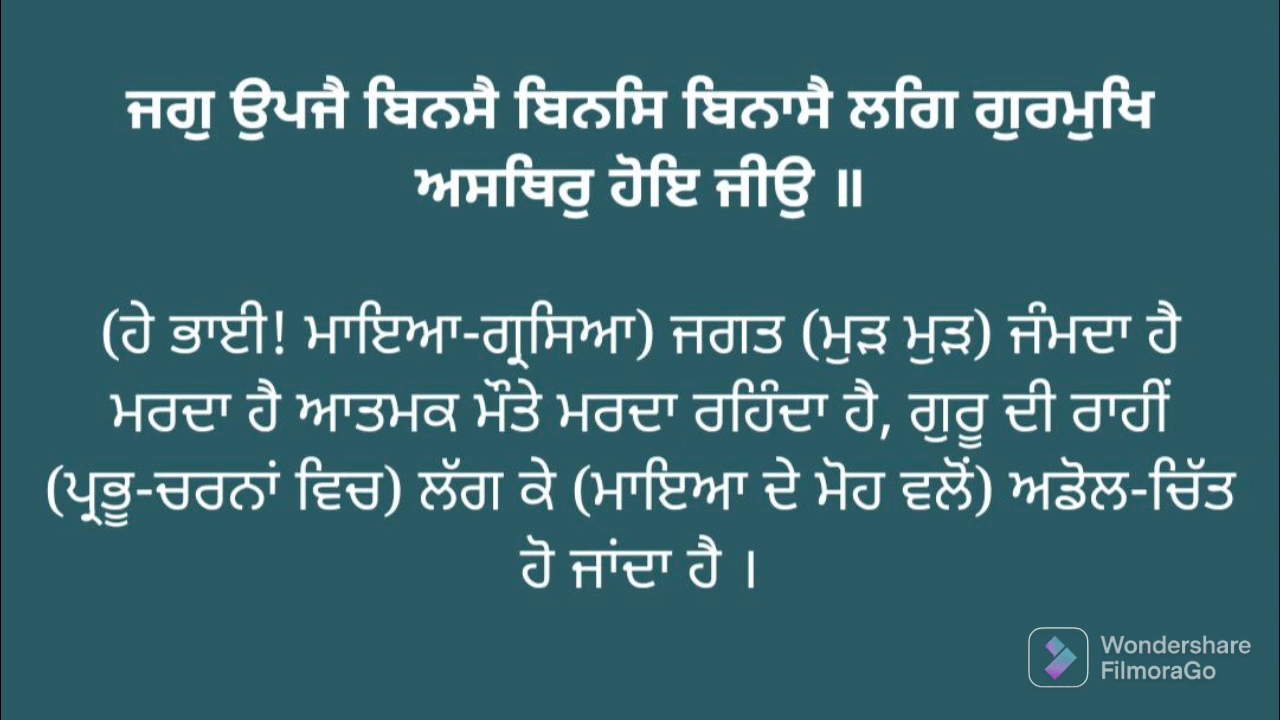 ਜਗੁ ਉਪਜੈ ਬਿਨਸੈ ਬਿਨਸਿ ਬਿਨਾਸੈ ਲਗਿ ਗੁਰਮੁਖਿ
ਅਸਥਿਰੁ ਹੋਇ ਜੀਉ ॥
(ਹੇ ਭਾਈ! ਮਾਇਆ-ਗ੍ਰਸਿਆ) ਜਗਤ (ਮੁੜ ਮੁੜ) ਜੰਮਦਾ ਹੈ
ਮਰਦਾ ਹੈ ਆਤਮਕ ਮੌਤੇ ਮਰਦਾ ਰਹਿੰਦਾ ਹੈ, ਗੁਰੂ ਦੀ ਰਾਹੀਂ
(ਪ੍ਰਭੂ-ਚਰਨਾਂ ਵਿਚ) ਲੱਗ ਕੇ (ਮਾਇਆ ਦੇ ਮੋਹ ਵਲੋਂ) ਅਡੋਲ-ਚਿੱਤ
ਹੋ ਜਾਂਦਾ ਹੈ ।
Wondershare
FilmoraGo